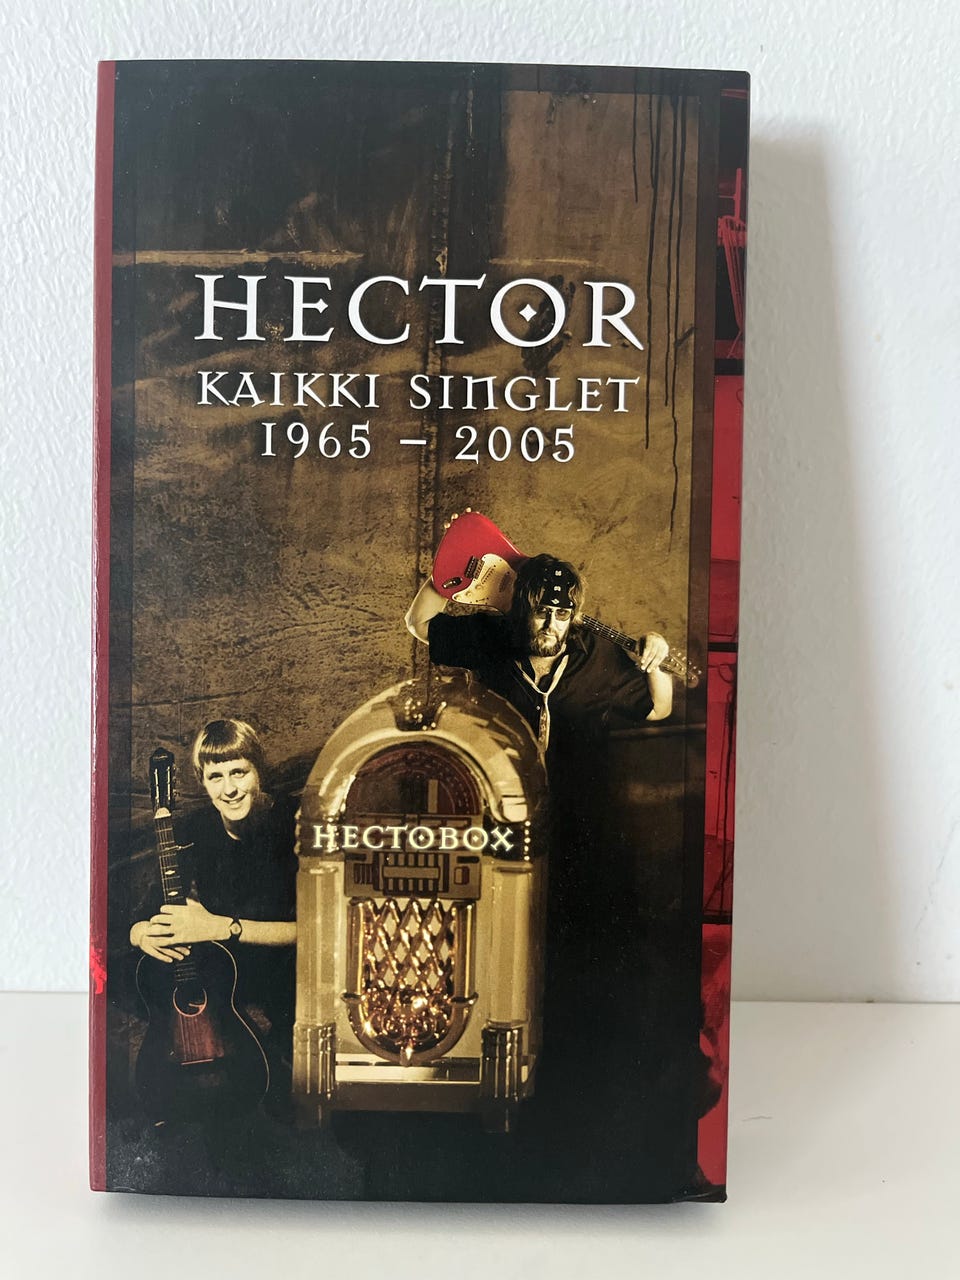 HECTOR
KAIKKI SINGLET
1965 – 2005
HECTOBOX